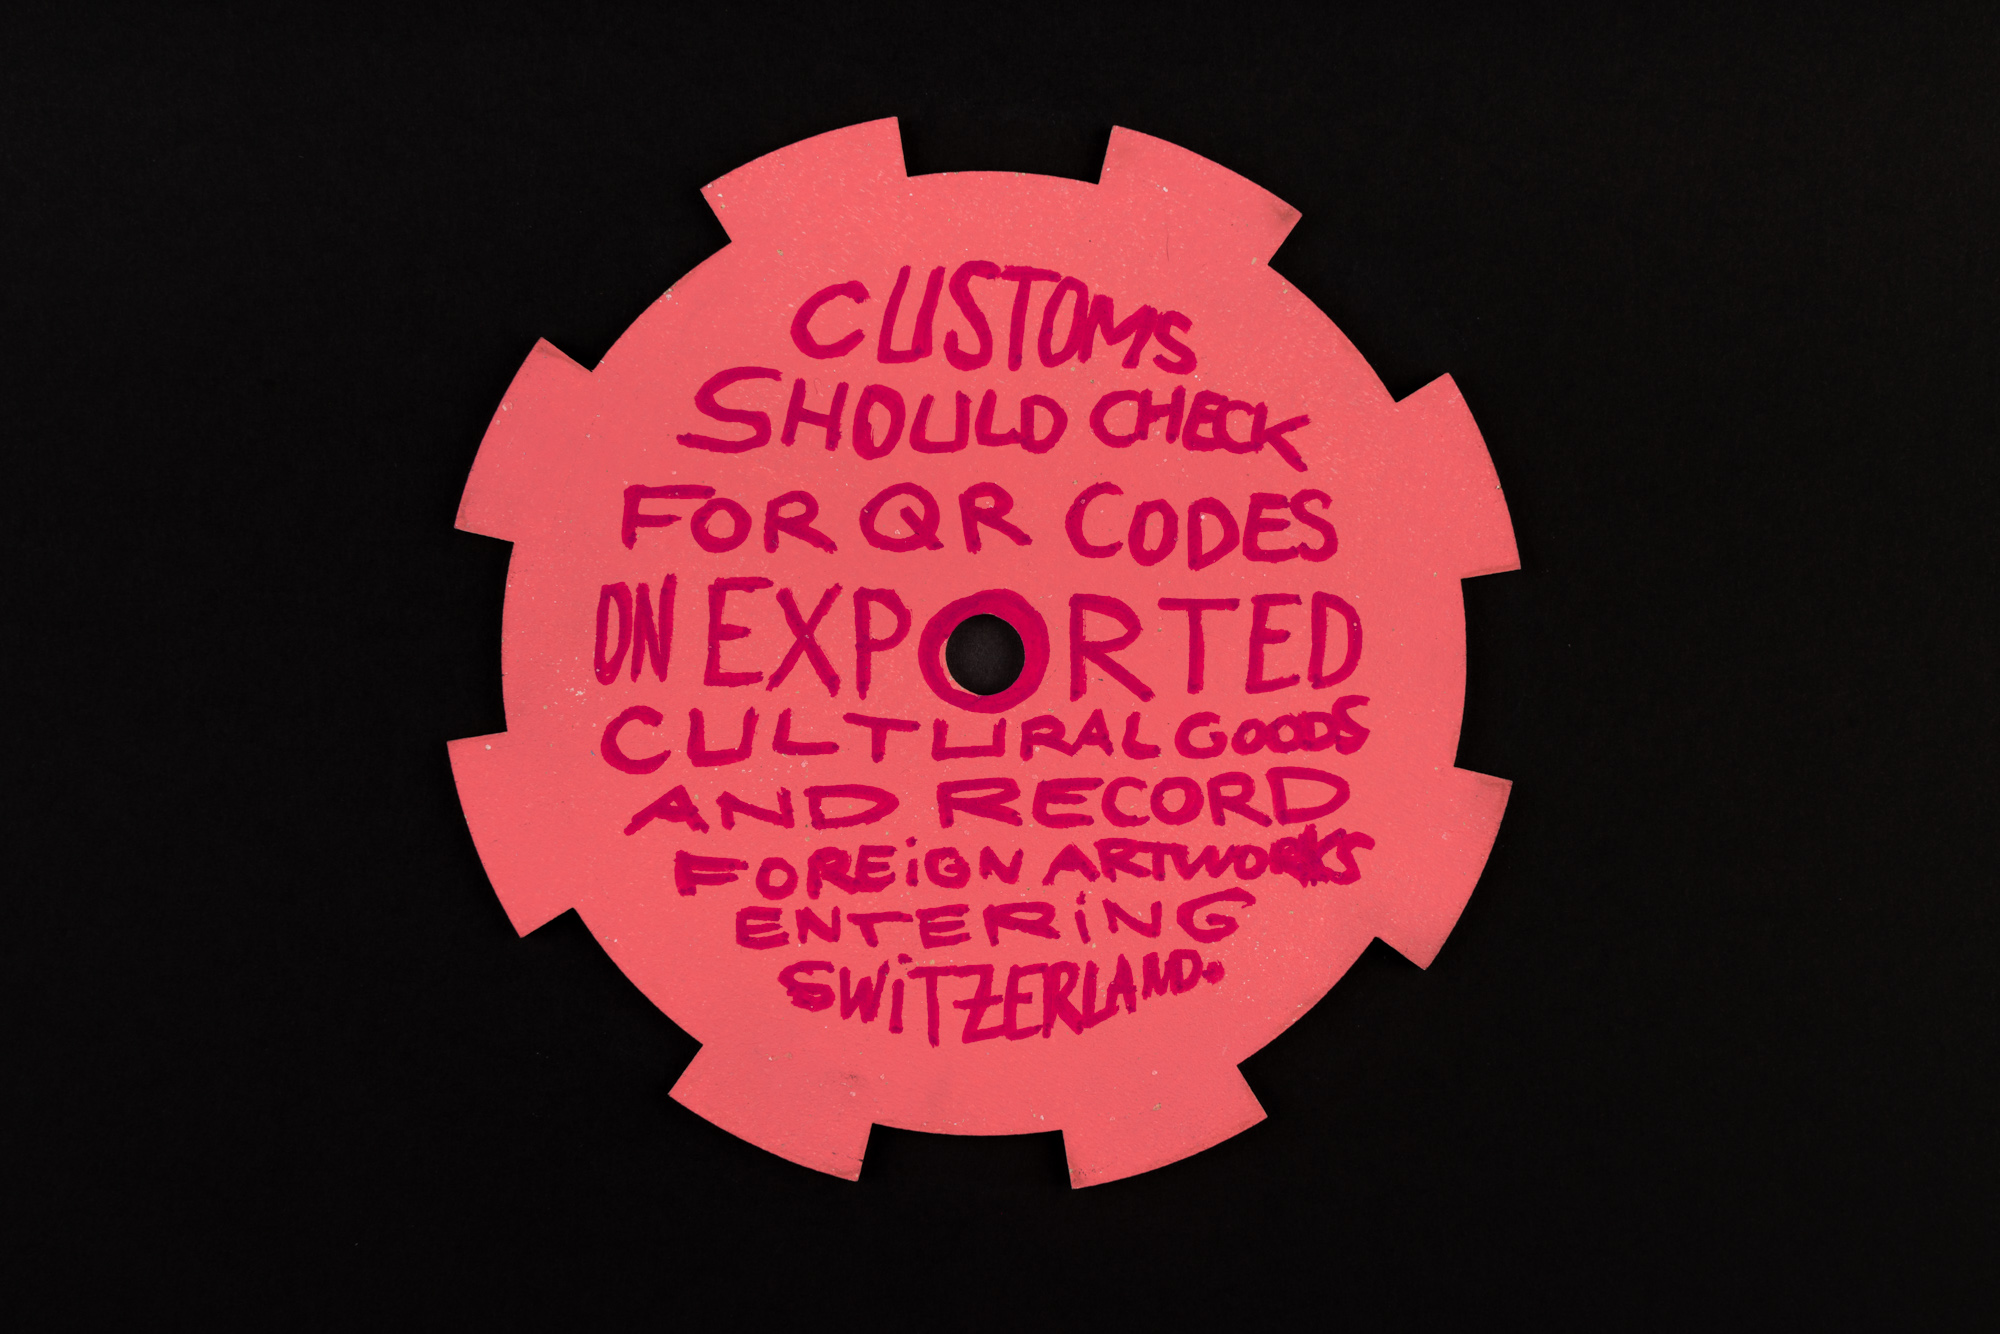 CUSTOMS
SHOULD CHECK
FOR QR CODES
ON EXPORTED
CULTURAL GOODS
AND RECORD
FOREiGN ARTWORKS
ENTERiNG
SWiTZERLAND.